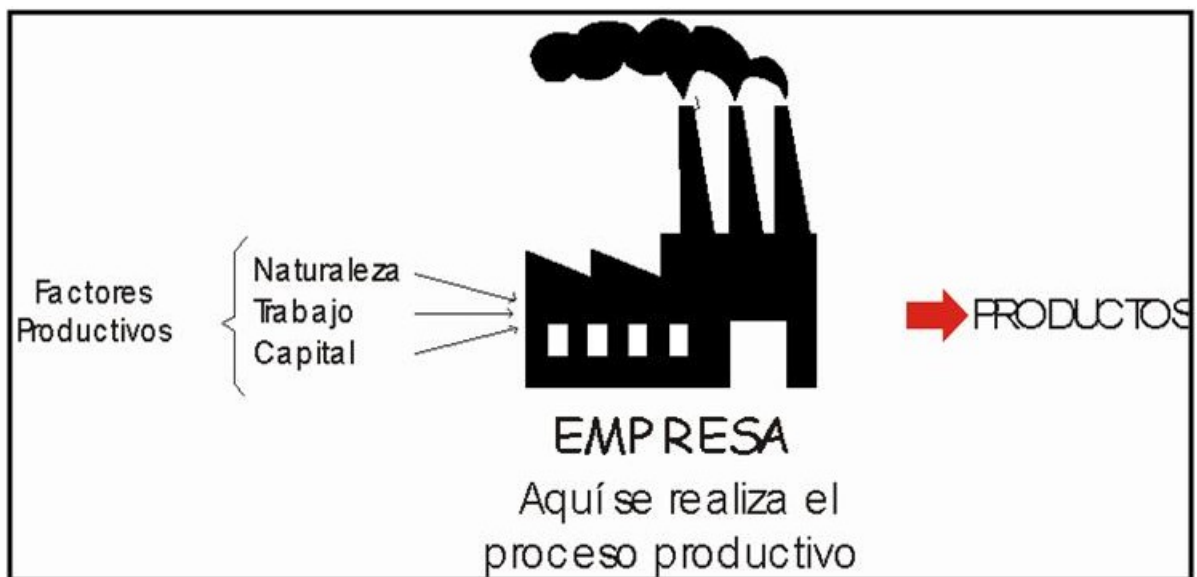 Factores
Productivos
Naturaleza
Trabajo
Capital
PRODUCTOS
EMPRESA
Aquí se realiza el
proceso productivo